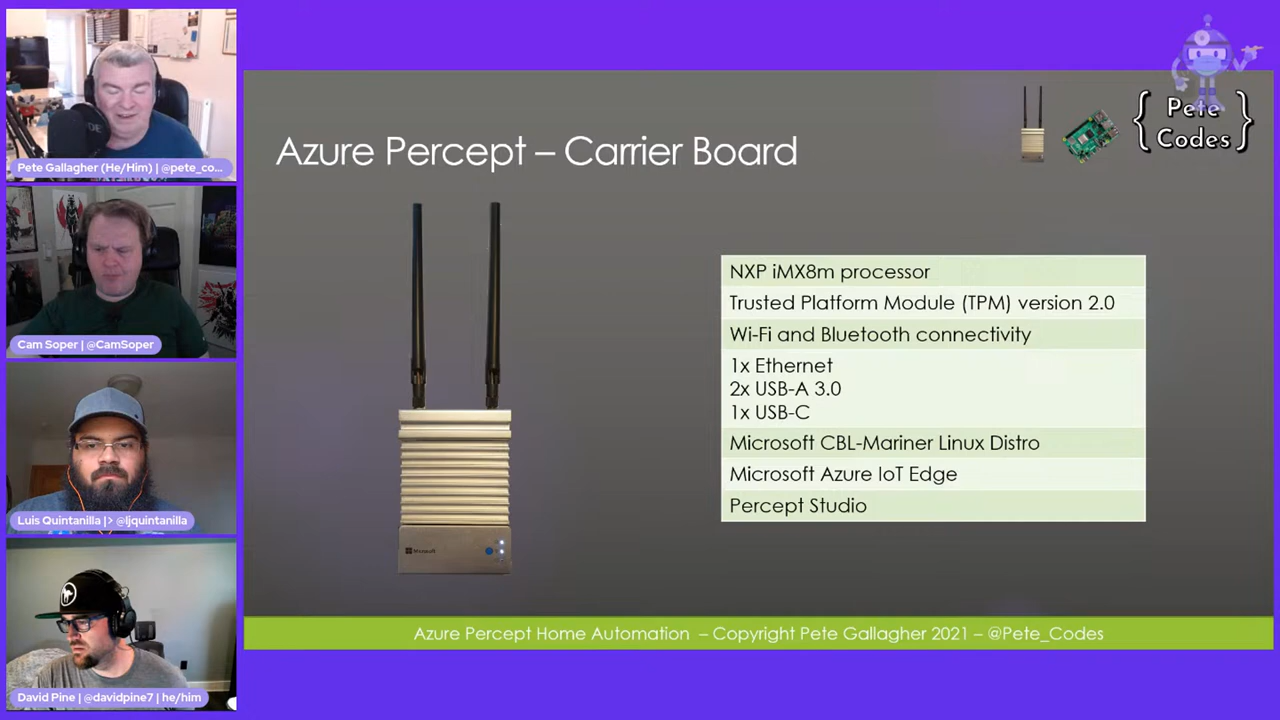 Pete Gallagher (He/Him) | @pete_co...
Cam Soper | @CamSoper
Luis Quintanilla |> @ljquintanilla
David Pine | @davidpine7 | he/him
Azure Percept – Carrier Board
{ Pete }
Codes
Microsoft
NXP iMX8m processor
Trusted Platform Module (TPM) version 2.0
Wi-Fi and Bluetooth connectivity
1x Ethernet
2x USB-A 3.0
1x USB-C
Microsoft CBL-Mariner Linux Distro
Microsoft Azure IoT Edge
Percept Studio
Azure Percept Home Automation – Copyright Pete Gallagher 2021 – @Pete_Codes